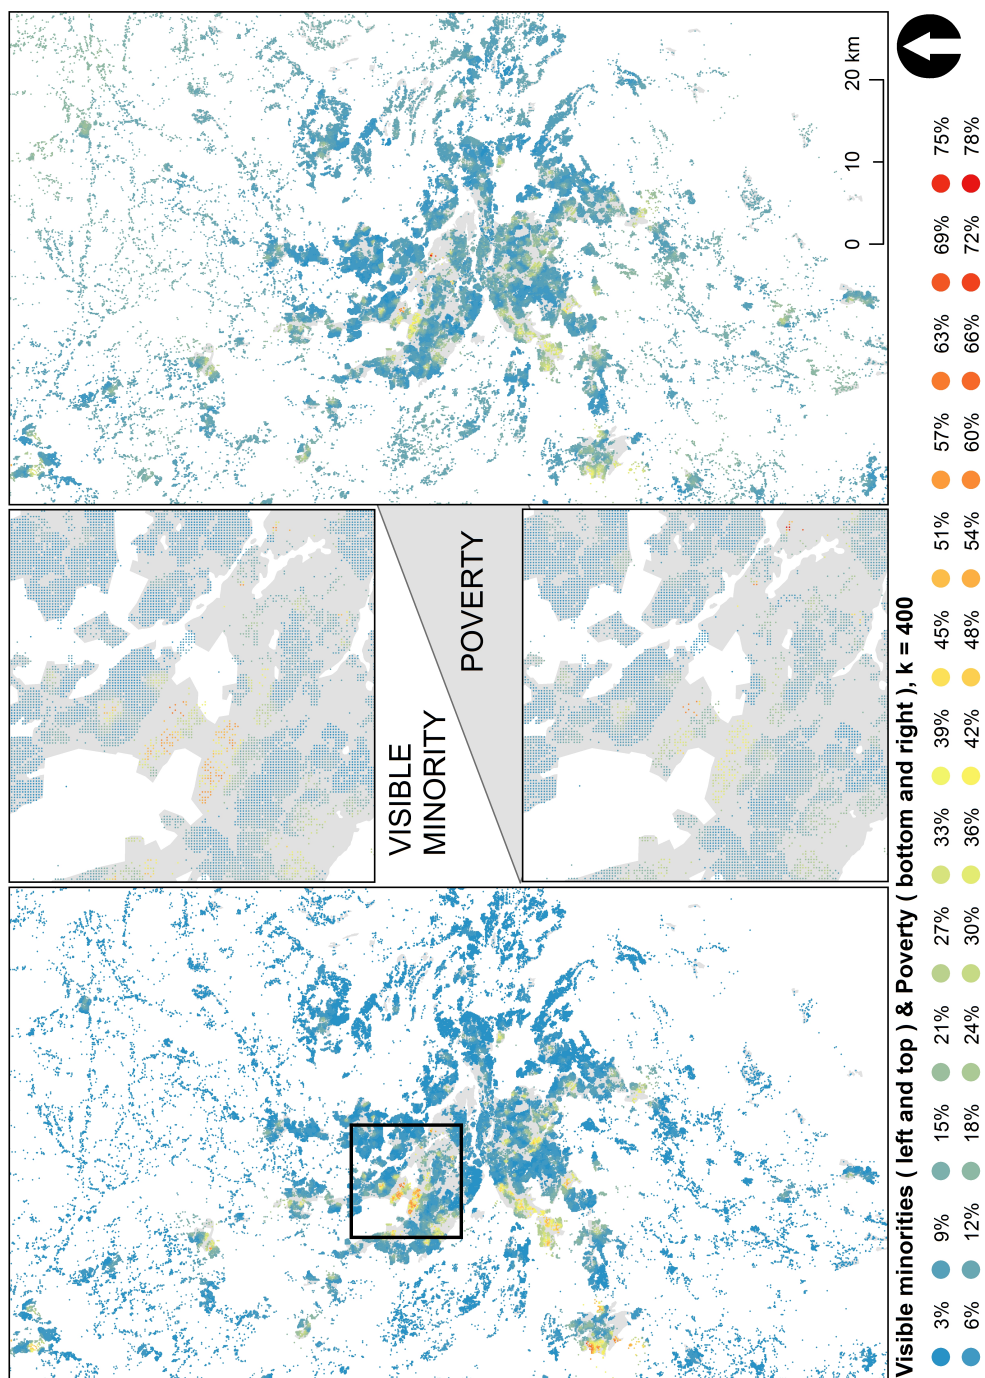 VISIBLE
MINORITY
POVERTY
0 10 20 km
Visible minorities ( left and top ) & Poverty ( bottom and right ), k = 400
3% 9% 15% 21% 27% 33% 39% 45% 51% 57% 63% 69% 75%
6% 12% 18% 24% 30% 36% 42% 48% 54% 60% 66% 72% 78%